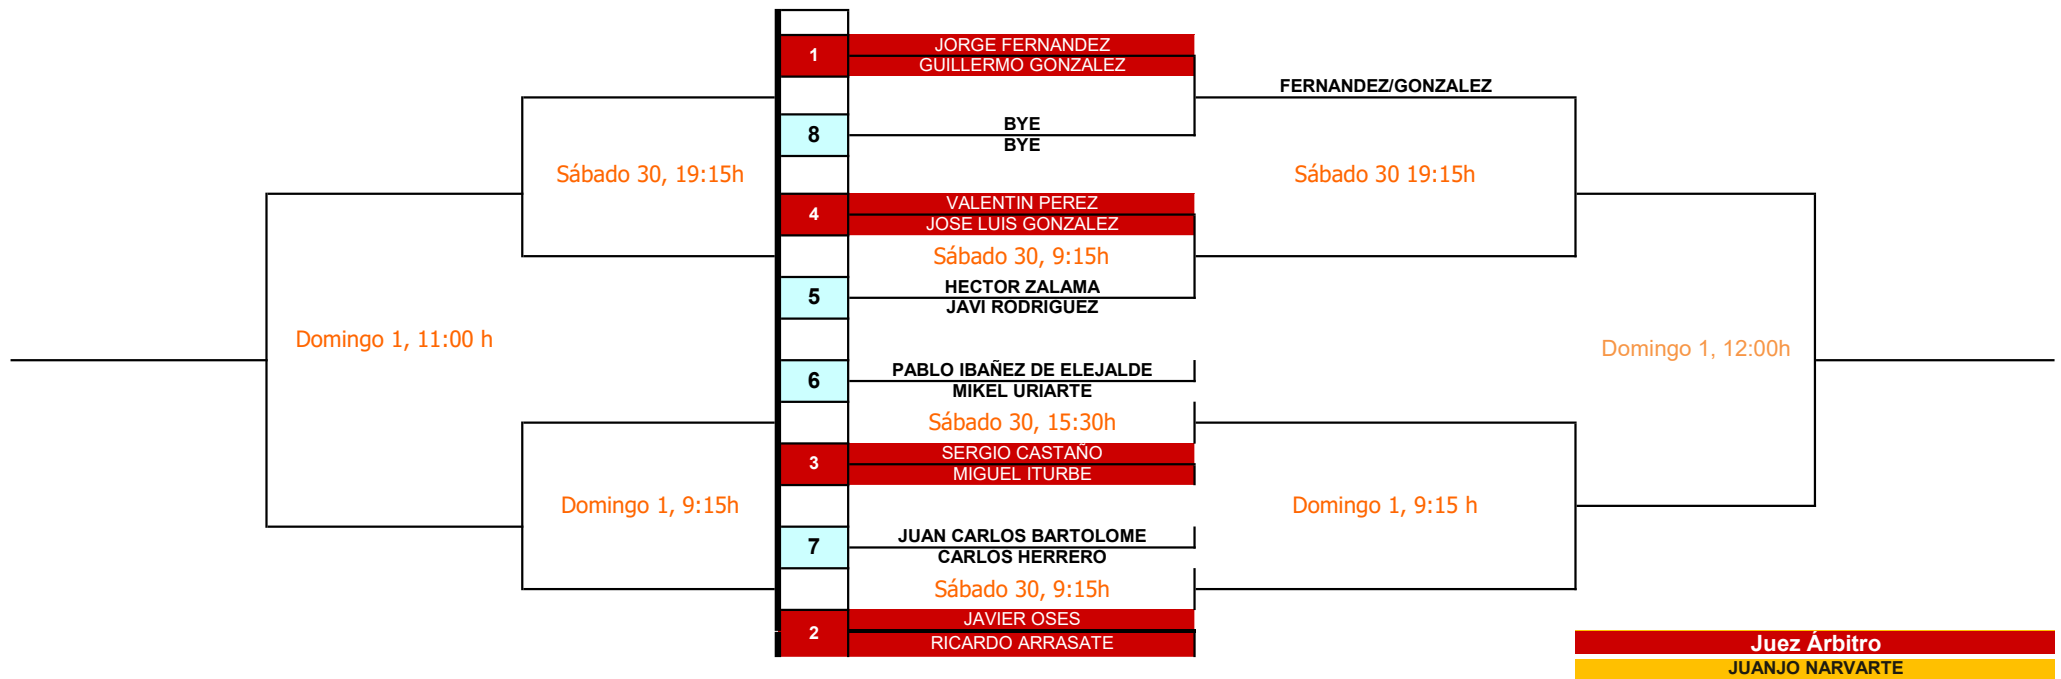 1
JORGE FERNANDEZ
GUILLERMO GONZALEZ
FERNANDEZ/GONZALEZ
8
BYE
BYE
Sábado 30, 19:15h
Sábado 30 19:15h
4
VALENTIN PEREZ
JOSE LUIS GONZALEZ
Sábado 30, 9:15h
5
HECTOR ZALAMA
JAVI RODRIGUEZ
Domingo 1, 11:00 h
Domingo 1, 12:00h
6
PABLO IBAÑEZ DE ELEJALDE
MIKEL URIARTE
Sábado 30, 15:30h
3
SERGIO CASTAÑO
MIGUEL ITURBE
Domingo 1, 9:15h
Domingo 1, 9:15 h
7
JUAN CARLOS BARTOLOME
CARLOS HERRERO
Sábado 30, 9:15h
2
JAVIER OSES
RICARDO ARRASATE
Juez Árbitro
JUANJO NARVARTE